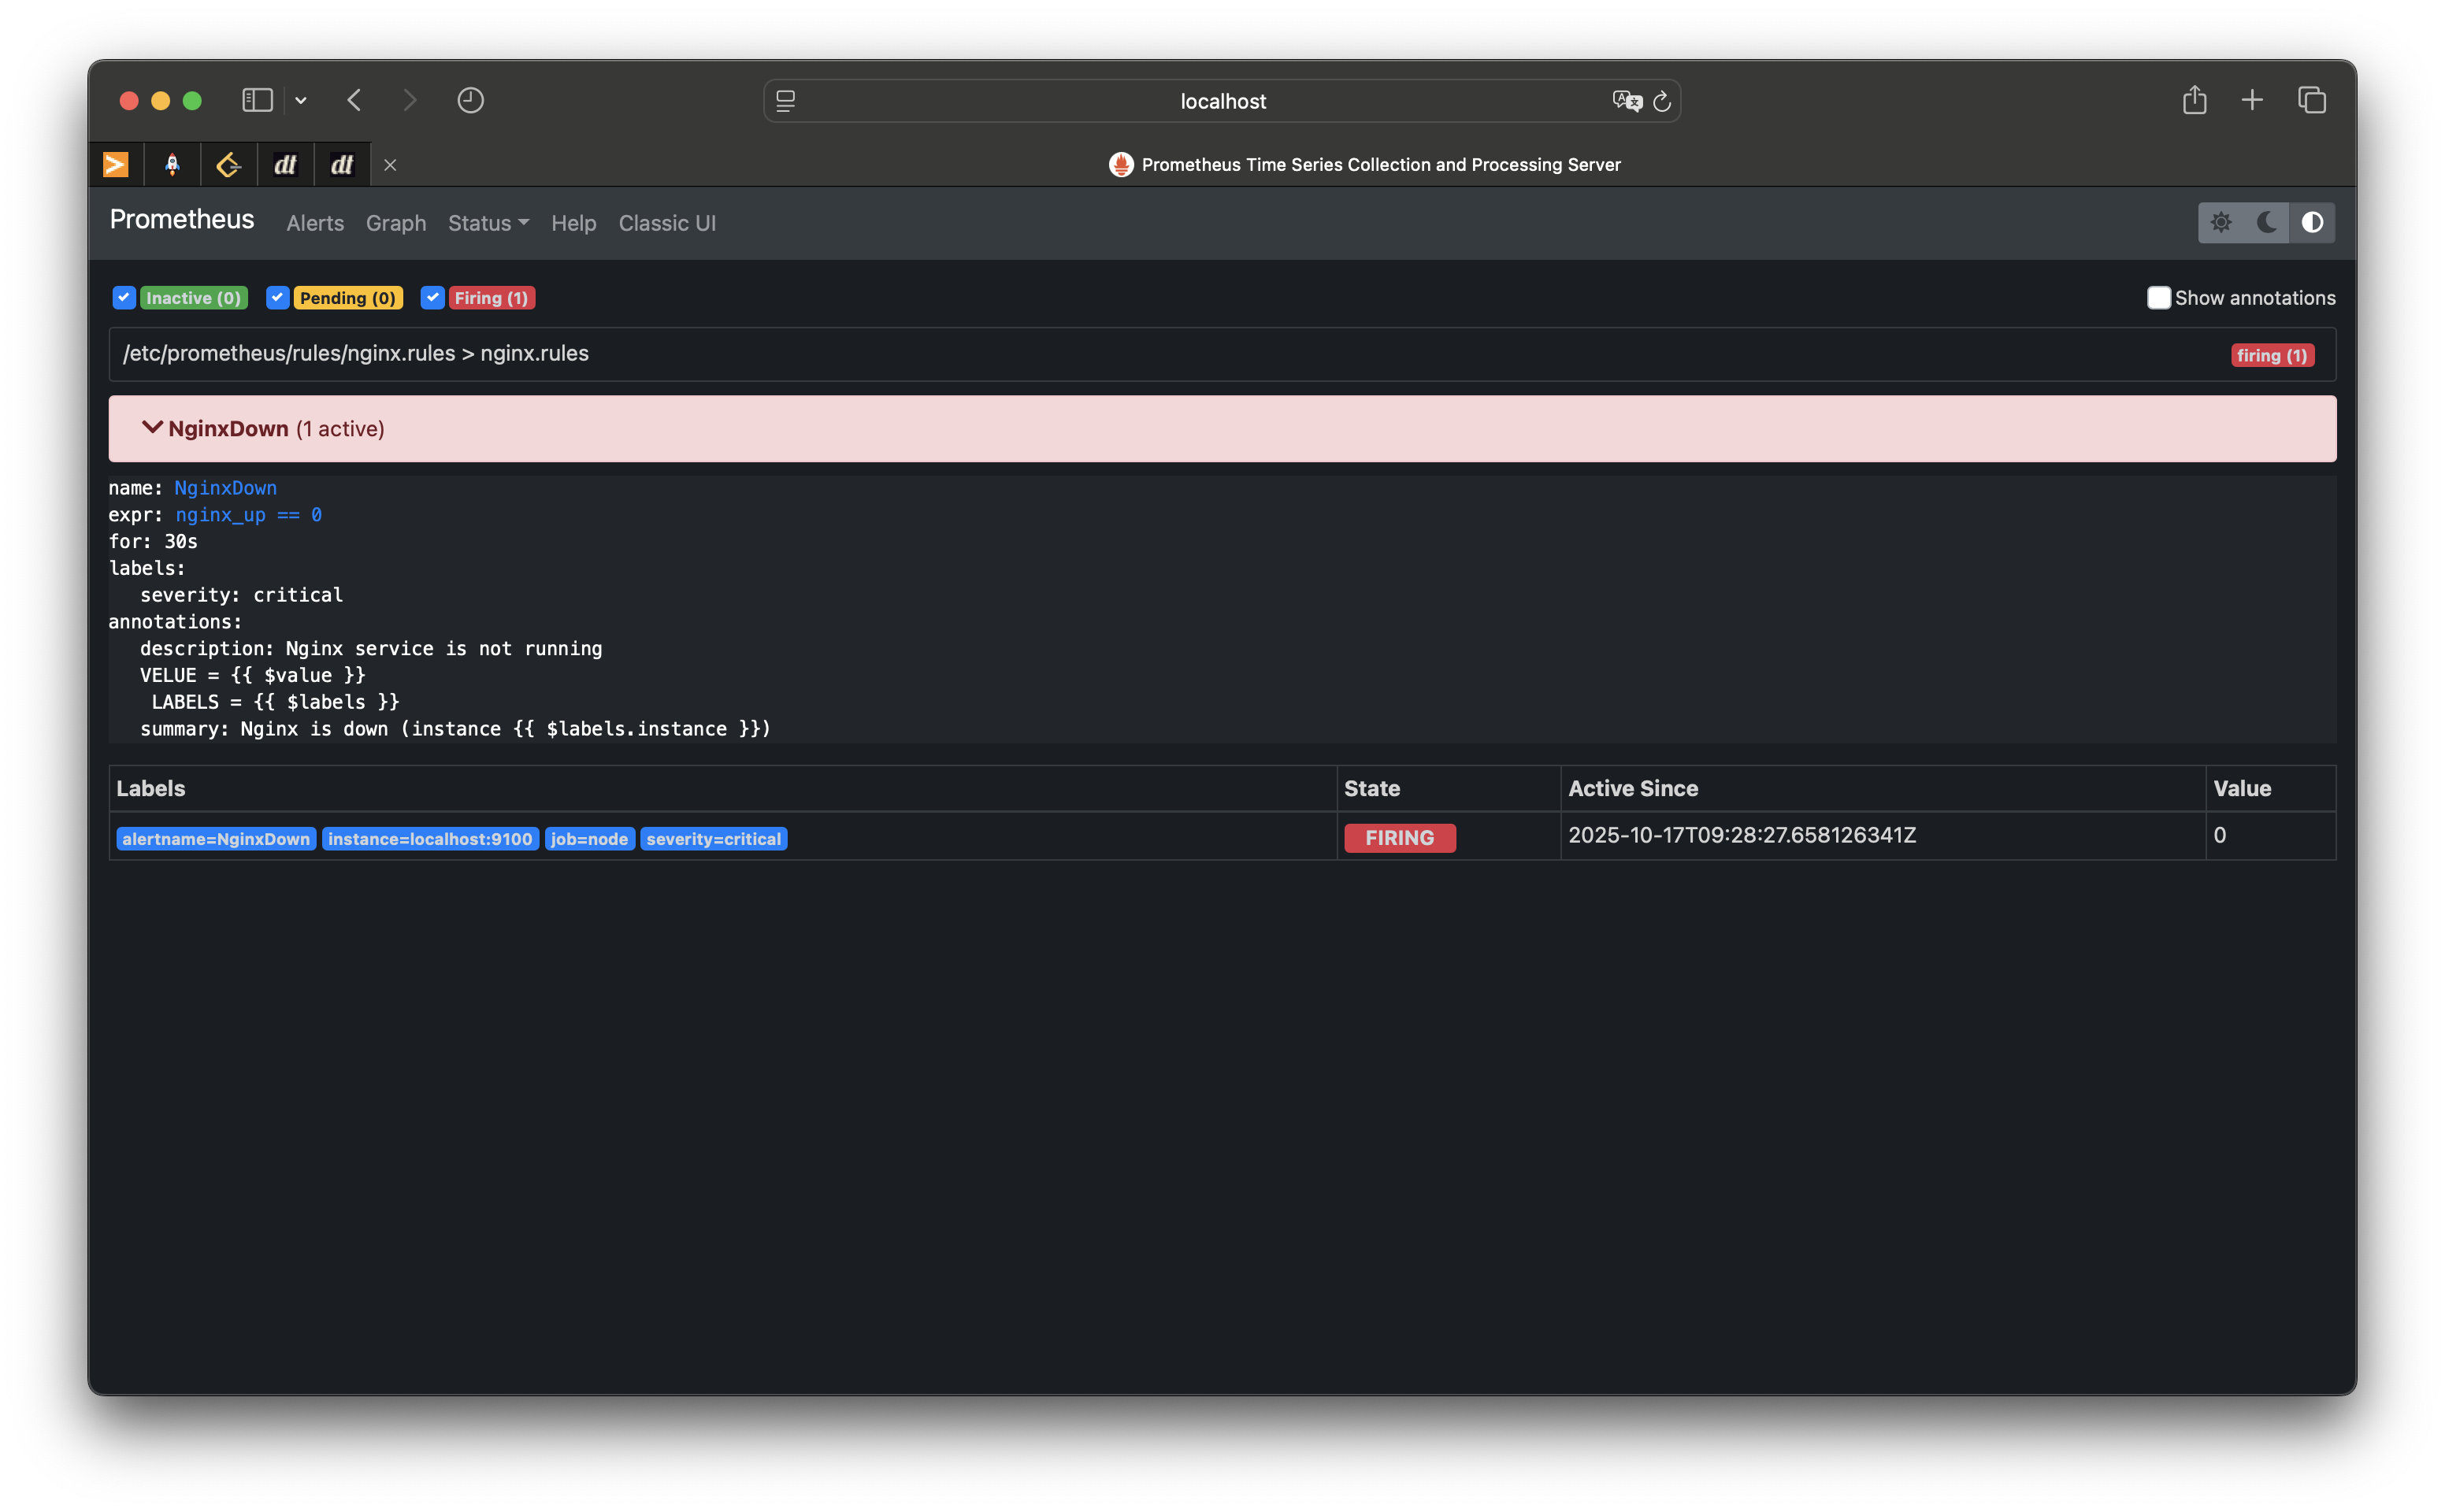 localhost
dt
dt
Prometheus Time Series Collection and Processing Server
Prometheus Alerts Graph Status Help Classic UI
Inactive (0) Pending (0) Firing (1) Show annotations
/etc/prometheus/rules/nginx.rules > nginx.rules firing (1)
NginxDown (1 active)
name: NginxDown
expr: nginx_up == 0
for: 30s
labels:
severity: critical
annotations:
description: Nginx service is not running
VELUE = {{ $value }}
LABELS = {{ $labels }}
summary: Nginx is down (instance {{ $labels.instance }})
Labels State Active Since Value
alertname=NginxDown instance=localhost:9100 job=node severity=critical FIRING 2025-10-17T09:28:27.658126341Z 0